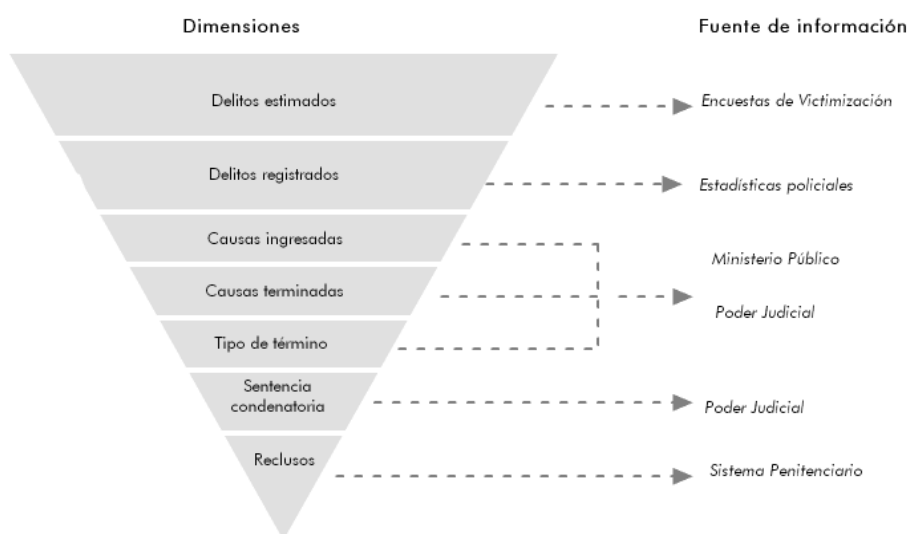 Dimensiones
Fuente de información
Delitos estimados
Encuestas de Victimización
Delitos registrados
Estadísticas policiales
Causas ingresadas
Ministerio Público
Causas terminadas
Poder Judicial
Tipo de término
Sentencia
condenatoria
Poder Judicial
Reclusos
Sistema Penitenciario